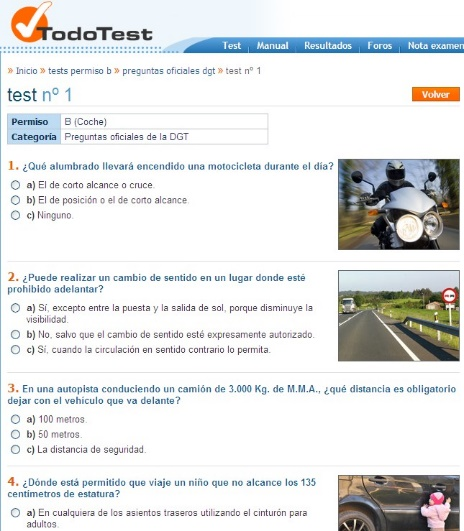 TodoTest
Test Manual Resultados Foros Nota examen
» Inicio » tests permiso b » preguntas oficiales dgt » test nº 1
test nº 1
Volver
Permiso B (Coche)
Categoría Preguntas oficiales de la DGT
1. ¿Qué alumbrado llevará encendido una motocicleta durante el día?
a) El de corto alcance o cruce.
b) El de posición o el de corto alcance.
c) Ninguno.
2. ¿Puede realizar un cambio de sentido en un lugar donde esté
prohibido adelantar?
a) Sí, excepto entre la puesta y la salida de sol, porque disminuye la
visibilidad.
b) No, salvo que el cambio de sentido esté expresamente autorizado.
c) Sí, cuando la circulación en sentido contrario lo permita.
3. En una autopista conduciendo un camión de 3.000 Kg. de M.M.A., ¿qué distancia es obligatorio
dejar con el vehículo que va delante?
a) 100 metros.
b) 50 metros.
c) La distancia de seguridad.
4. ¿Dónde está permitido que viaje un niño que no alcance los 135
centímetros de estatura?
a) En cualquiera de los asientos traseros utilizando el cinturón para
adultos.